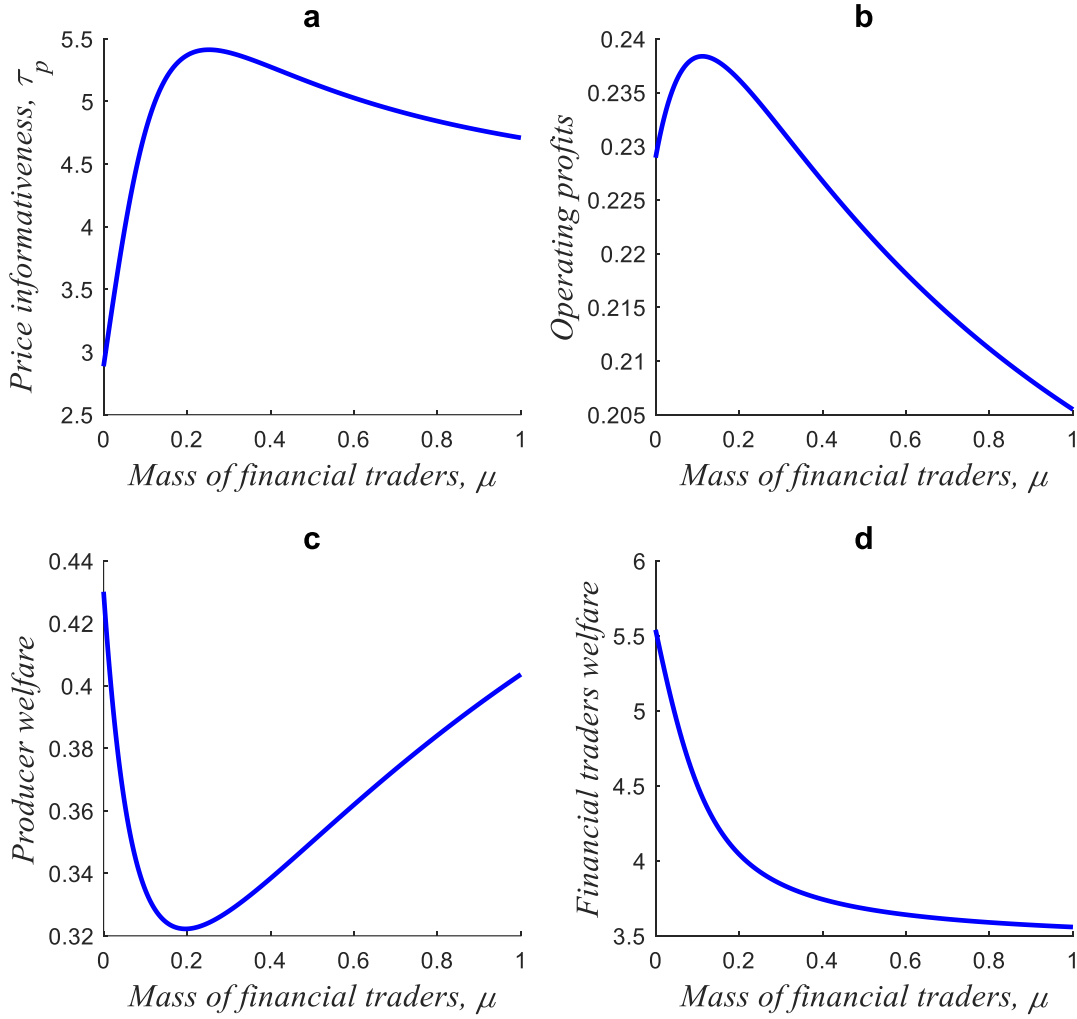 a
Price informativeness, τp
5.5
5
4.5
4
3.5
3
2.5
0 0.2 0.4 0.6 0.8 1
Mass of financial traders, μ
b
Operating profits
0.24
0.235
0.23
0.225
0.22
0.215
0.21
0.205
0 0.2 0.4 0.6 0.8 1
Mass of financial traders, μ
c
Producer welfare
0.44
0.42
0.4
0.38
0.36
0.34
0.32
0 0.2 0.4 0.6 0.8 1
Mass of financial traders, μ
d
Financial traders welfare
6
5.5
5
4.5
4
3.5
0 0.2 0.4 0.6 0.8 1
Mass of financial traders, μ